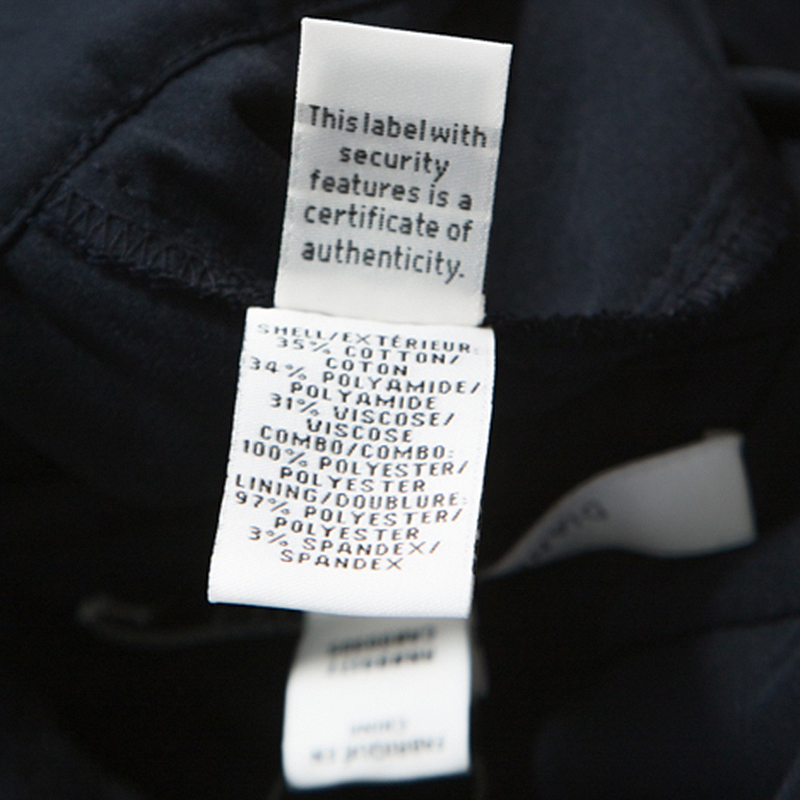 This label with
security
features is a
certificate of
authenticity.
SHELL/EXTÉRIEUR:
35% COTTON/
COTON
34% POLYAMIDE/
POLYAMIDE
31% VISCOSE/
VISCOSE
COMBO/COMBO:
100% POLYESTER/
POLYESTER
LINING/DOUBLURE:
97% POLYESTER/
POLYESTER
3% SPANDEX/
SPANDEX